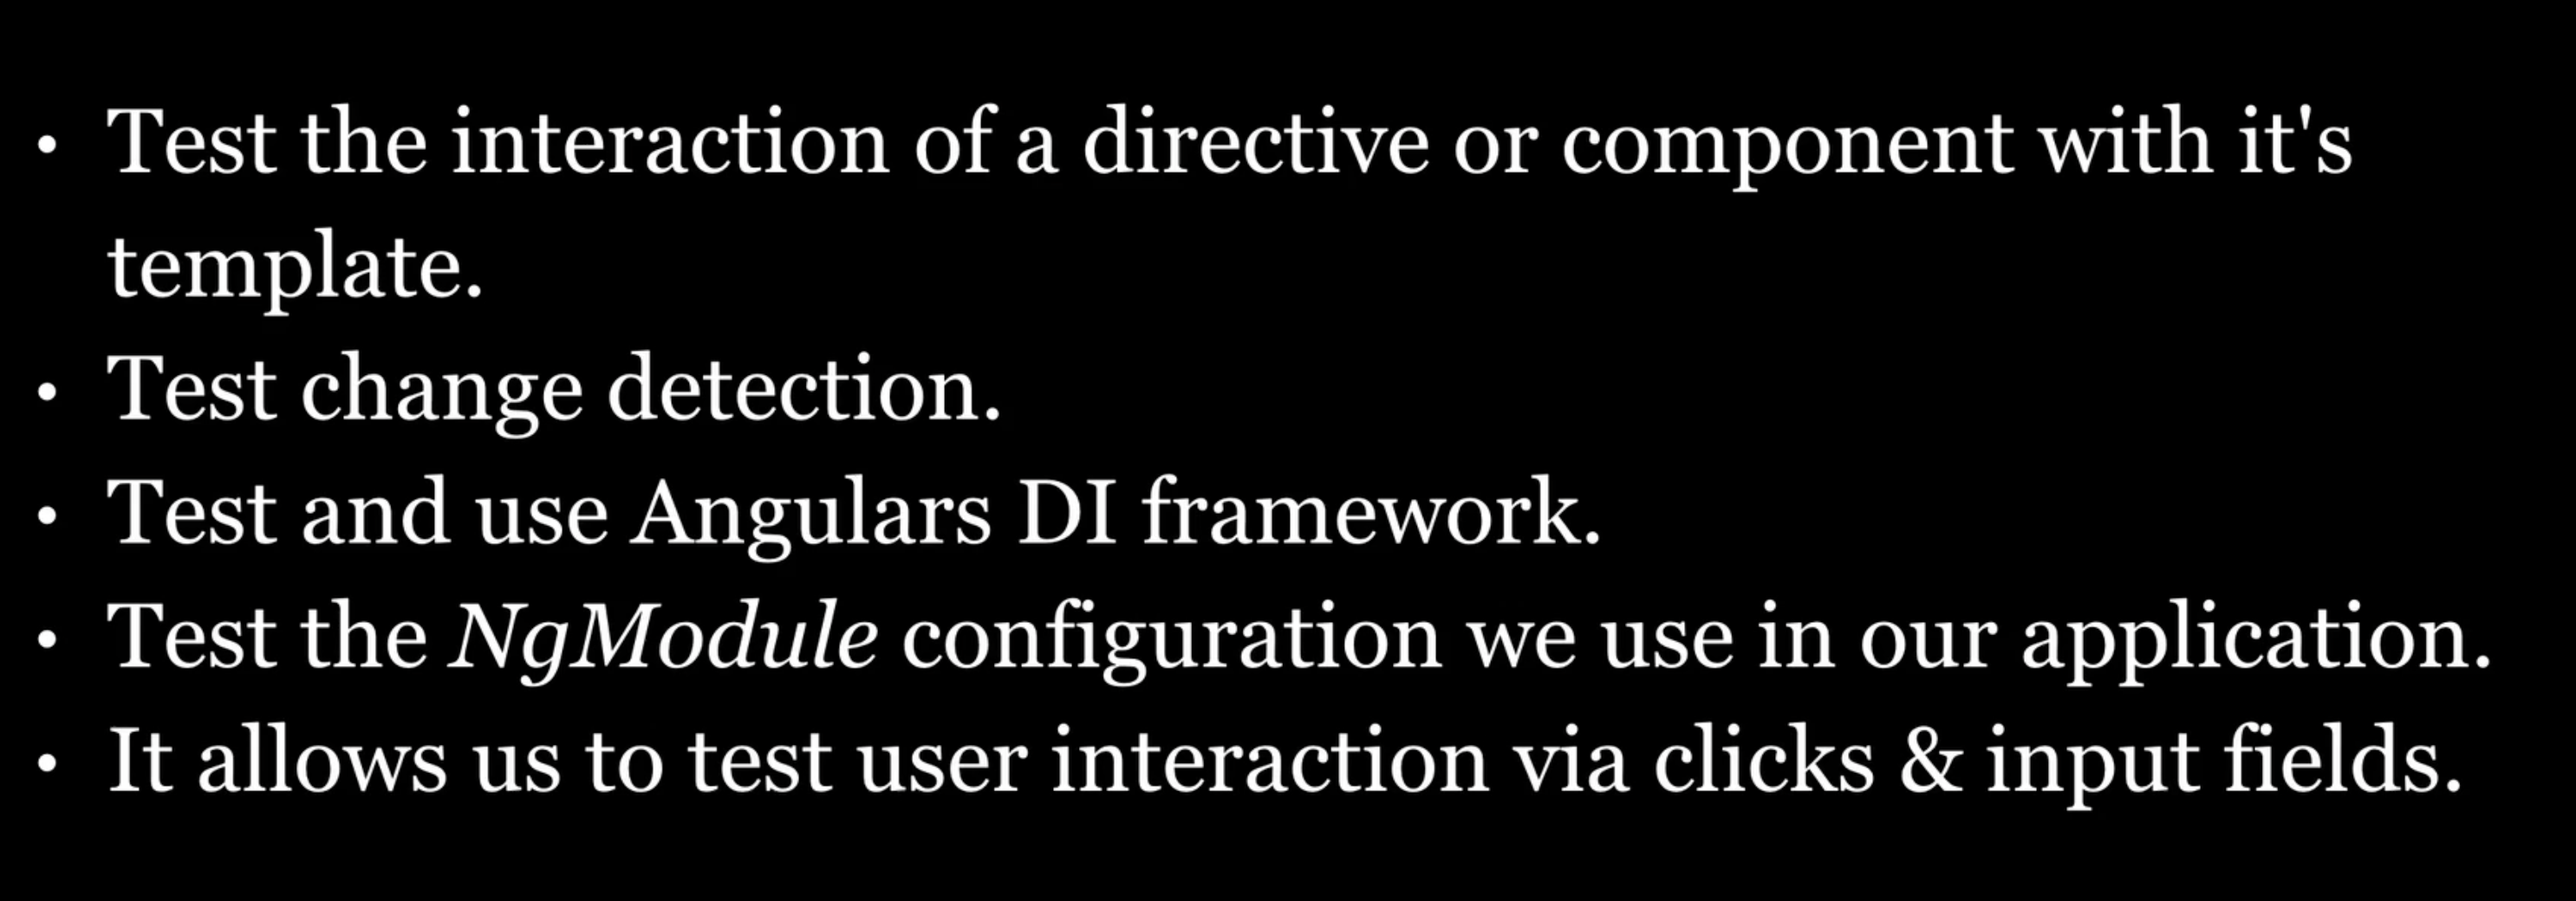 • Test the interaction of a directive or component with it's
template.
• Test change detection.
• Test and use Angulars DI framework.
• Test the NgModule configuration we use in our application.
• It allows us to test user interaction via clicks & input fields.